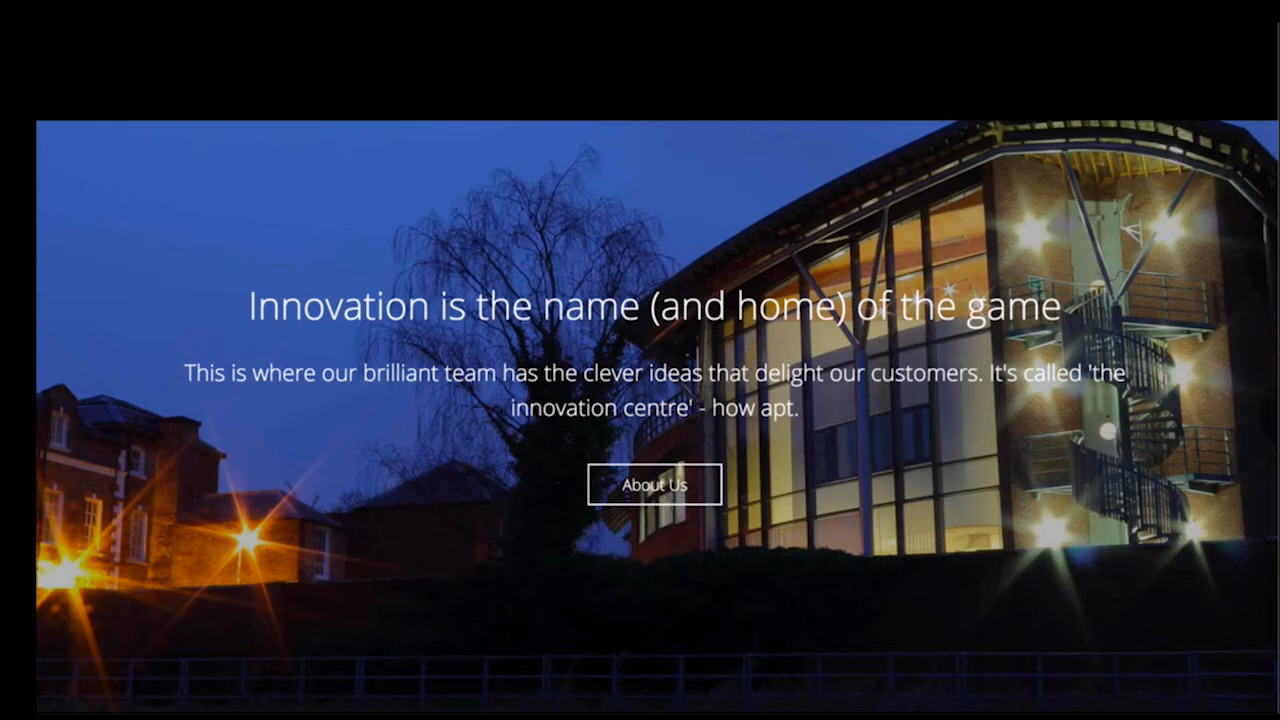 Innovation is the name (and home) of the game
This is where our brilliant team has the clever ideas that delight our customers. It's called 'the
innovation centre' - how apt.
About Us